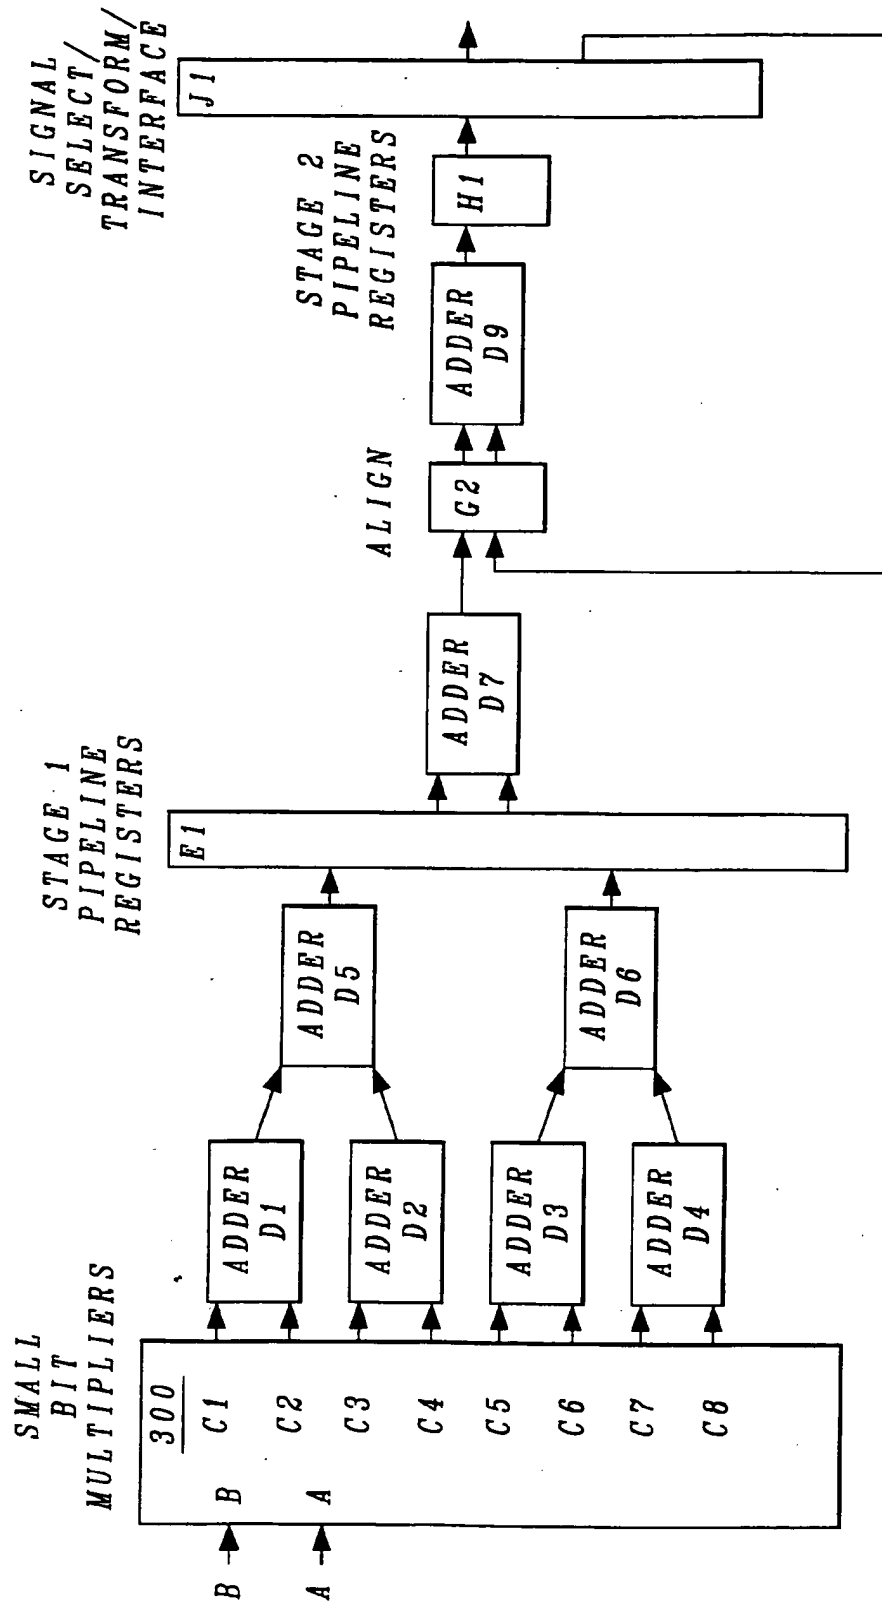 SMALL
BIT
MULTIPLIERS
B
A
300
B
A
C1
C2
C3
C4
C5
C6
C7
C8
ADDER
D1
ADDER
D2
ADDER
D3
ADDER
D4
ADDER
D5
ADDER
D6
STAGE 1
PIPELINE
REGISTERS
E1
ADDER
D7
ALIGN
G2
ADDER
D9
STAGE 2
PIPELINE
REGISTERS
H1
SIGNAL
SELECT/
TRANSFORM/
INTERFACE
J1